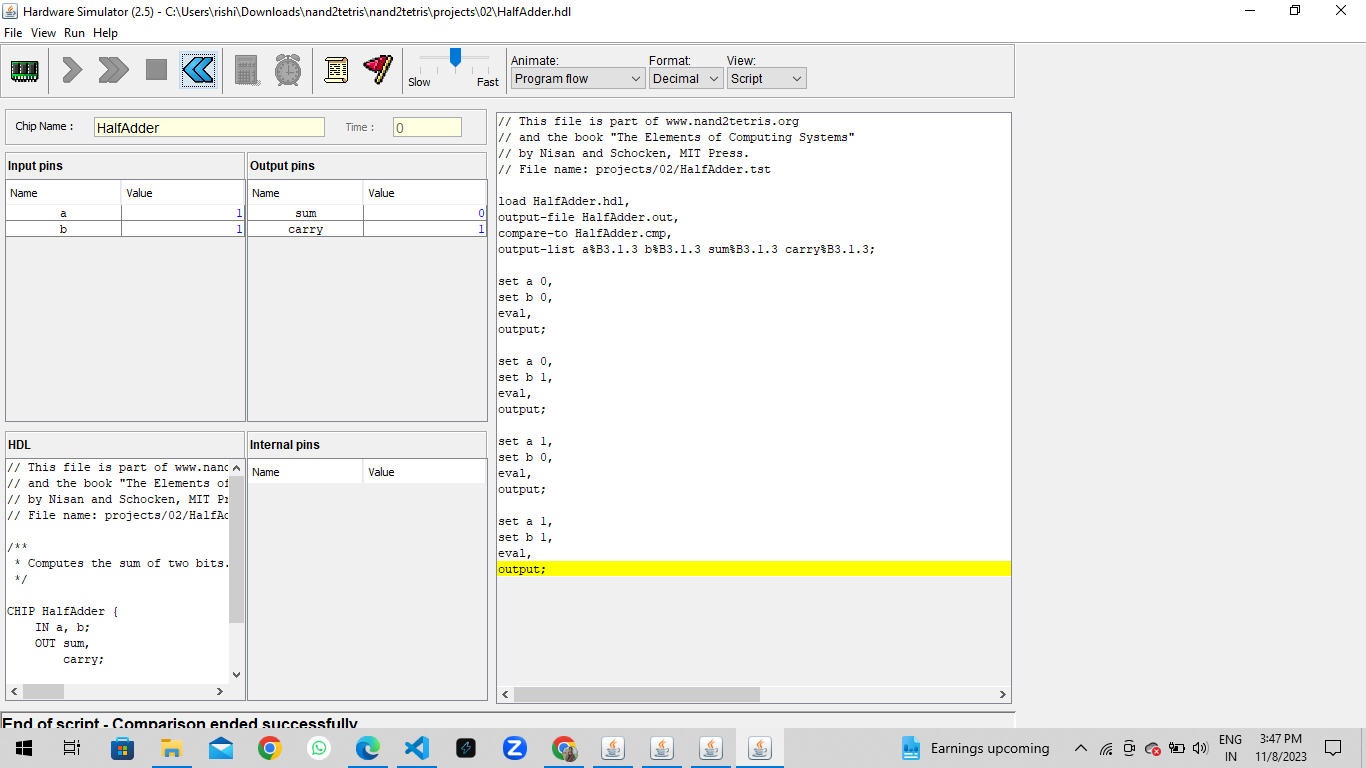 Hardware Simulator (2.5) - C:\Users\rishi\Downloads\nand2tetris\nand2tetris\projects\02\HalfAdder.hdl
File View Run Help
Slow Fast
Animate: Format: View:
Program flow Decimal Script
Chip Name : HalfAdder Time : 0
Input pins Output pins
Name Value Name Value
a 1 sum 0
b 1 carry 1
HDL Internal pins
Name Value
// This file is part of www.nand
// and the book "The Elements of
// by Nisan and Schocken, MIT Pr
// File name: projects/02/HalfAd
/**
* Computes the sum of two bits.
*/
CHIP HalfAdder {
IN a, b;
OUT sum,
carry;
// This file is part of www.nand2tetris.org
// and the book "The Elements of Computing Systems"
// by Nisan and Schocken, MIT Press.
// File name: projects/02/HalfAdder.tst
load HalfAdder.hdl,
output-file HalfAdder.out,
compare-to HalfAdder.cmp,
output-list a%B3.1.3 b%B3.1.3 sum%B3.1.3 carry%B3.1.3;
set a 0,
set b 0,
eval,
output;
set a 0,
set b 1,
eval,
output;
set a 1,
set b 0,
eval,
output;
set a 1,
set b 1,
eval,
output;
End of script - Comparison ended successfully
Earnings upcoming
ENG
IN
3:47 PM
11/8/2023